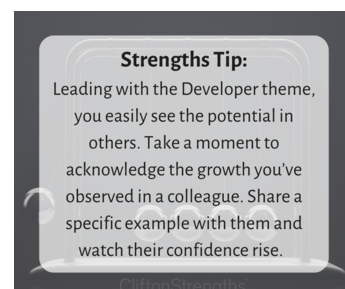 Strengths Tip:
Leading with the Developer theme,
you easily see the potential in
others. Take a moment to
acknowledge the growth you've
observed in a colleague. Share a
specific example with them and
watch their confidence rise.
CliftonStrengths®